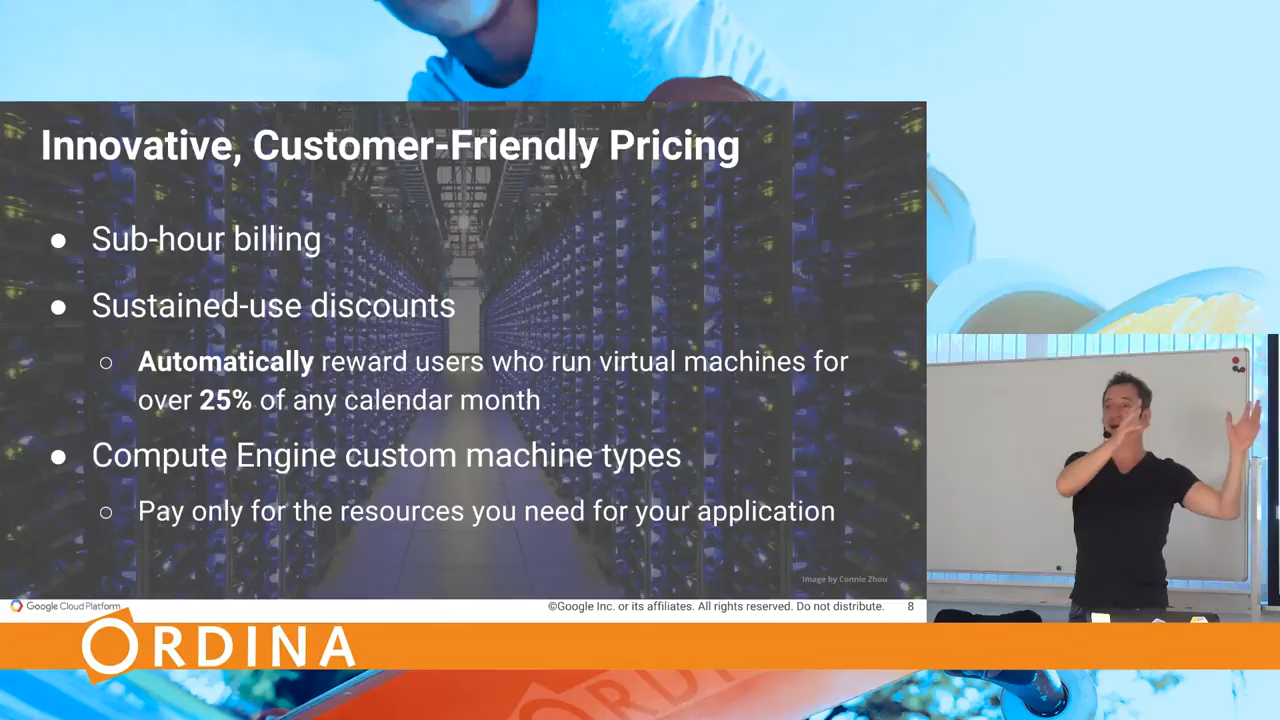 Innovative, Customer-Friendly Pricing
● Sub-hour billing
● Sustained-use discounts
○ Automatically reward users who run virtual machines for
over 25% of any calendar month
● Compute Engine custom machine types
○ Pay only for the resources you need for your application
Image by Connie Zhou
Google Cloud Platform
©Google Inc. or its affiliates. All rights reserved. Do not distribute. 8
ORDINA
ORDI